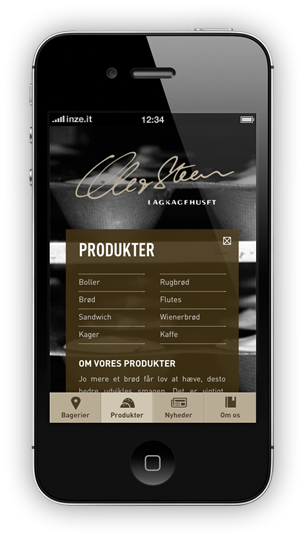 inze.it 12:34
Ole & Steen
LAGKAGEHUSET
PRODUKTER
Boller Rugbrød
Brød Flutes
Sandwich Wienerbrød
Kager Kaffe
OM VORES PRODUKTER
Jo mere et brød får lov at hæve, desto
bedre udvikles smagen. Det er vigtigt,
Bagerier Produkter Nyheder Om os